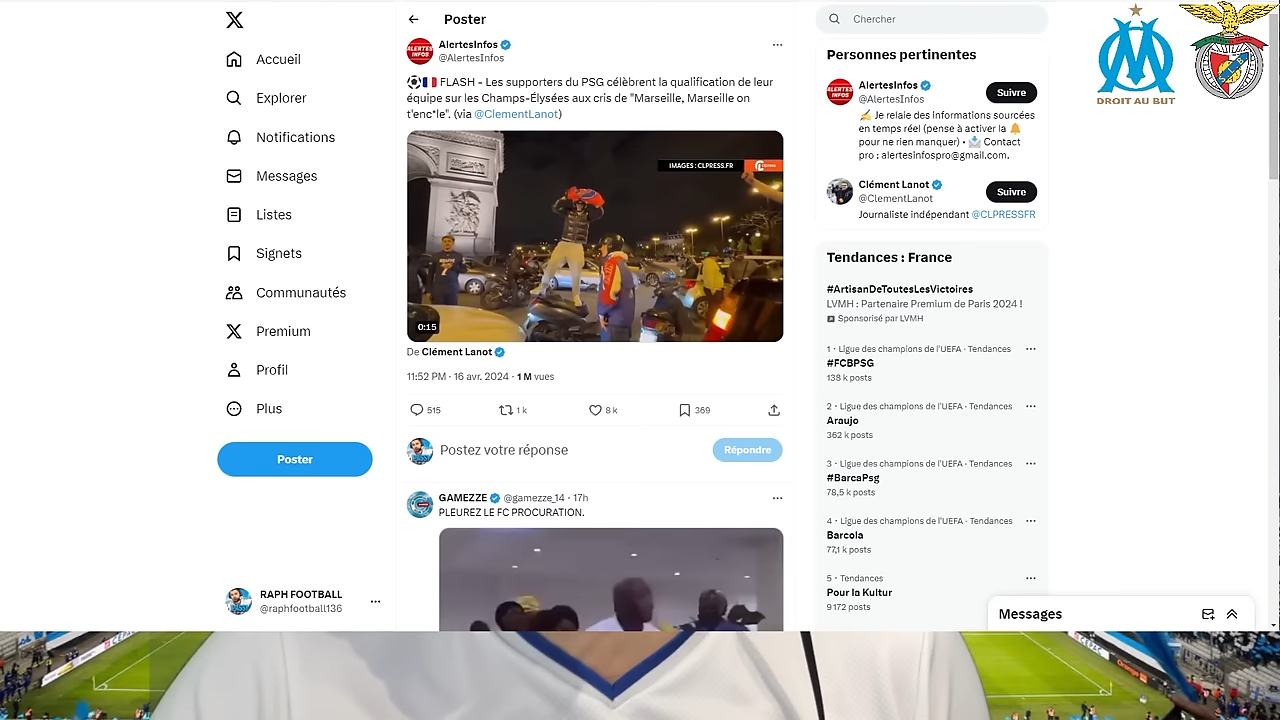 Accueil
Explorer
Notifications
Messages
Listes
Signets
Communautés
Premium
Profil
Plus
Poster
RAPH FOOTBALL
@raphfootball136
Poster
ALERTES
INFOS
AlertesInfos
@AlertesInfos
FLASH - Les supporters du PSG célèbrent la qualification de leur
équipe sur les Champs-Élysées aux cris de "Marseille, Marseille on
t'enc*le". (via @ClementLanot)
IMAGES : CLPRESS.FR
0:15
De Clément Lanot
11:52 PM · 16 avr. 2024 · 1 M vues
515
1 k
8 k
369
Postez votre réponse
Répondre
GAMEZZE @gamezze_14 · 17h
PLEUREZ LE FC PROCURATION.
Chercher
Personnes pertinentes
ALERTES
INFOS
AlertesInfos
@AlertesInfos
Suivre
Je relaie des Informations sourcées
en temps réel (pense à activer la
pour ne rien manquer) • Contact
pro : alertesinfospro@gmail.com.
Clément Lanot
@ClementLanot
Suivre
Journaliste indépendant @CLPRESSFR
Tendances : France
#ArtisanDeToutesLesVictoires
LVMH : Partenaire Premium de Paris 2024 !
Sponsorisé par LVMH
1 · Ligue des champions de l'UEFA · Tendances
#FCBPSG
138 k posts
2 · Ligue des champions de l'UEFA · Tendances
Araujo
362 k posts
3 · Ligue des champions de l'UEFA · Tendances
#BarcaPsg
78,5 k posts
4 · Ligue des champions de l'UEFA · Tendances
Barcola
77,1 k posts
5 · Tendances
Pour la Kultur
9 172 posts
Messages
DROIT AU BUT